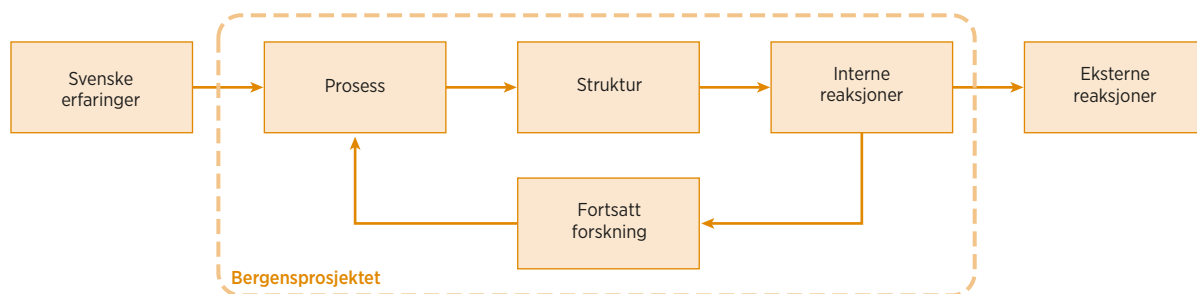 Svenske
erfaringer
Prosess
Struktur
Interne
reaksjoner
Eksterne
reaksjoner
Fortsatt
forskning
Bergensprosjektet